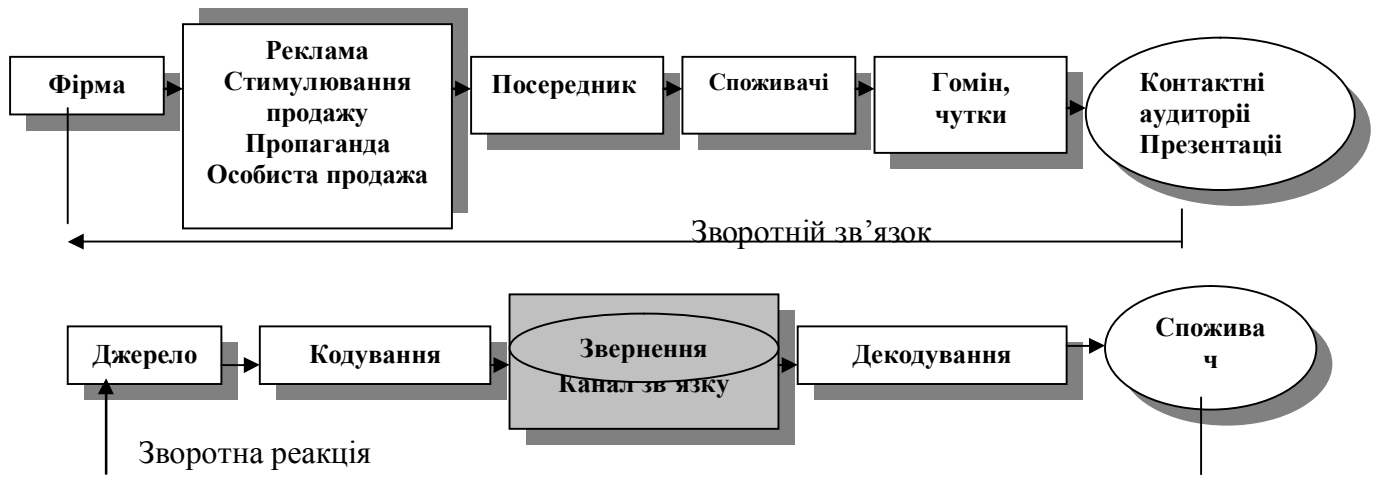 Фірма
Реклама
Стимулювання
продажу
Пропаганда
Особиста продажа
Посередник
Споживачі
Гомін,
чутки
Контактні
аудиторії
Презентації
Зворотній зв’язок
Джерело
Кодування
Звернення
Канал зв’язку
Декодування
Спожива
ч
Зворотна реакція